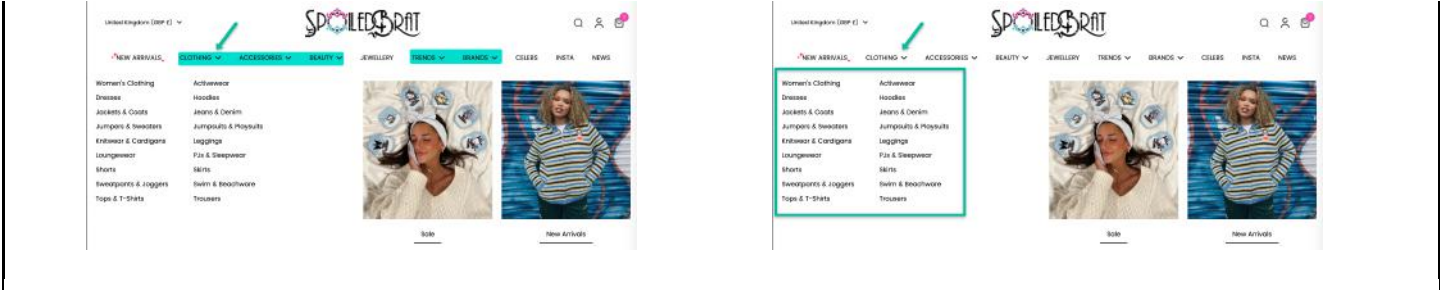 United Kingdom (GBP £)
SPOILEDBRAT
NEW ARRIVALS CLOTHING ACCESSORIES BEAUTY JEWELLERY TRENDS BRANDS CELEBS INSTA NEWS
Women's Clothing Activewear
Dresses Hoodies
Jackets & Coats Jeans & Denim
Jumpers & Sweaters Jumpsuits & Playsuits
Knitwear & Cardigans Leggings
Loungewear PJs & Sleepwear
Shorts Skirts
Sweatpants & Joggers Swim & Beachware
Tops & T-Shirts Trousers
Sale New Arrivals
United Kingdom (GBP £)
SPOILEDBRAT
NEW ARRIVALS CLOTHING ACCESSORIES BEAUTY JEWELLERY TRENDS BRANDS CELEBS INSTA NEWS
Women's Clothing Activewear
Dresses Hoodies
Jackets & Coats Jeans & Denim
Jumpers & Sweaters Jumpsuits & Playsuits
Knitwear & Cardigans Leggings
Loungewear PJs & Sleepwear
Shorts Skirts
Sweatpants & Joggers Swim & Beachware
Tops & T-Shirts Trousers
Sale New Arrivals